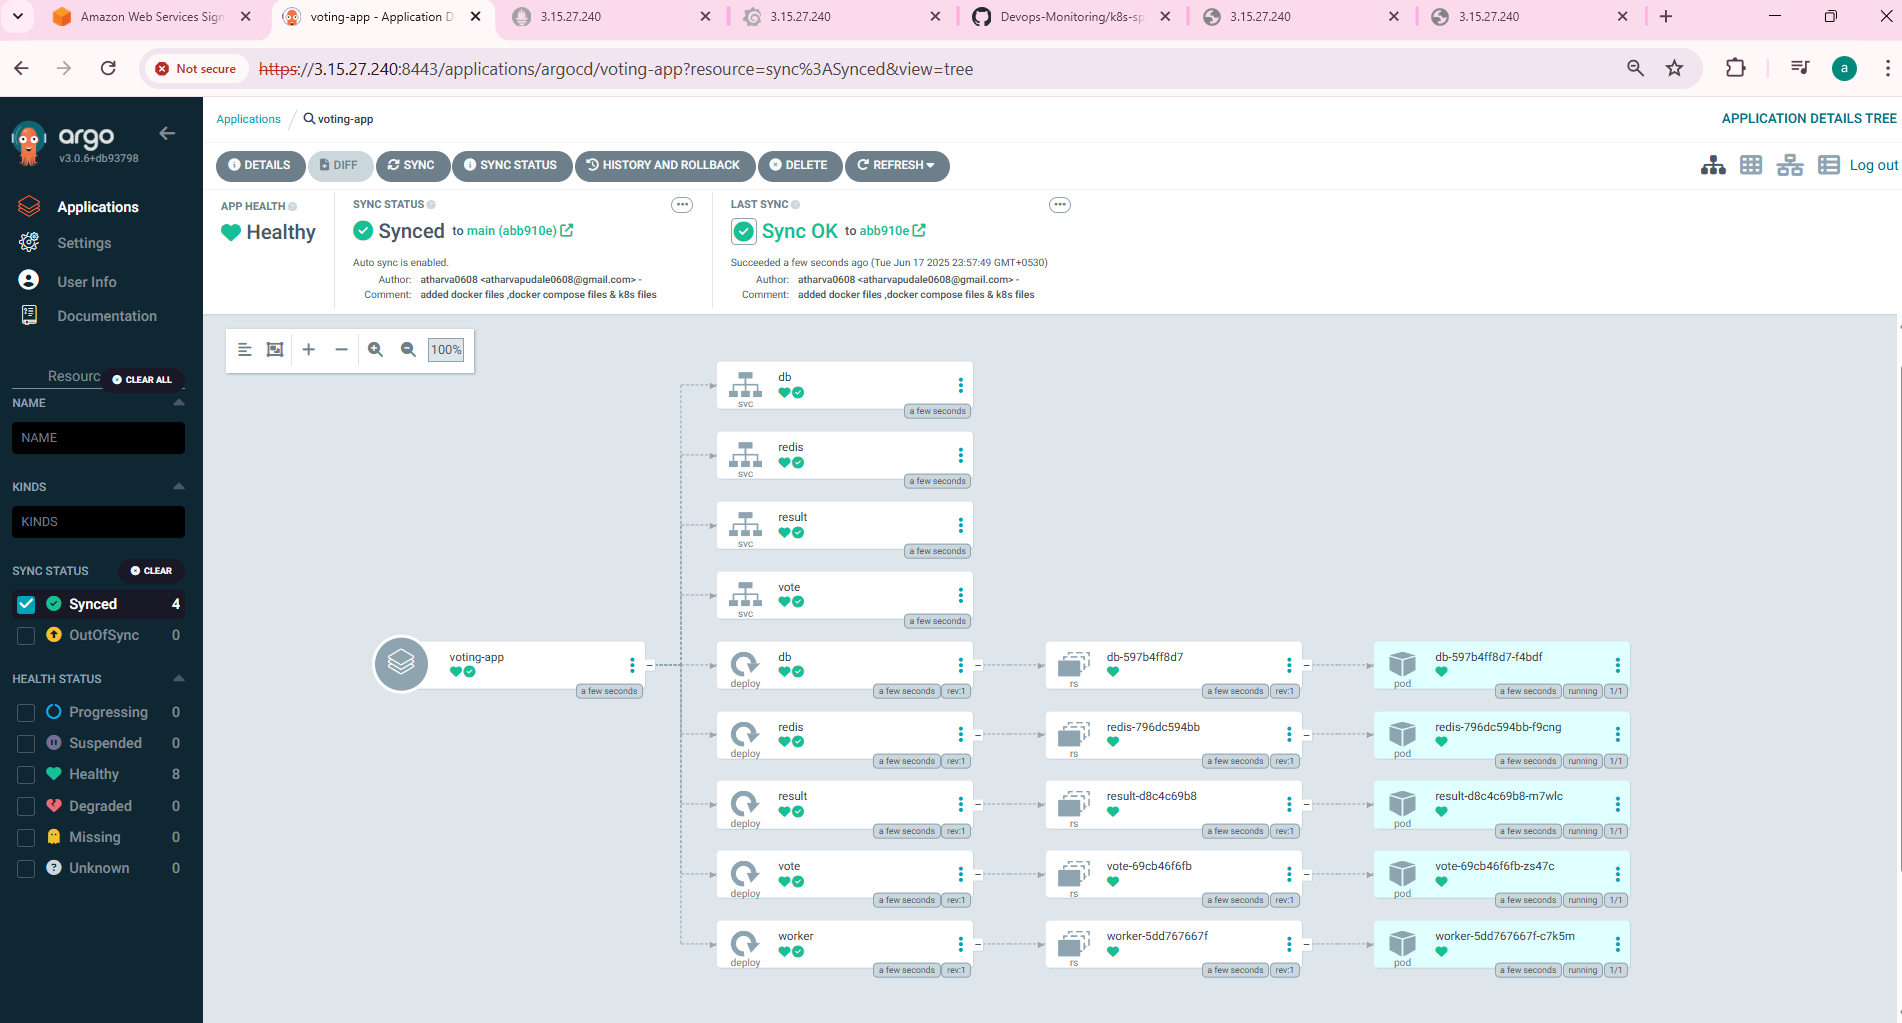 Amazon Web Services Sign
voting-app - Application D
3.15.27.240
3.15.27.240
Devops-Monitoring/k8s-sp
3.15.27.240
3.15.27.240
Not secure
https://3.15.27.240:8443/applications/argocd/voting-app?resource=sync%3ASynced&view=tree
a
argo
v3.0.6+db93798
Applications
Settings
User Info
Documentation
Resourc
CLEAR ALL
NAME
NAME
KINDS
KINDS
SYNC STATUS
CLEAR
Synced 4
OutOfSync 0
HEALTH STATUS
Progressing 0
Suspended 0
Healthy 8
Degraded 0
Missing 0
Unknown 0
Applications / voting-app
APPLICATION DETAILS TREE
DETAILS
DIFF
SYNC
SYNC STATUS
HISTORY AND ROLLBACK
DELETE
REFRESH
Log out
APP HEALTH
Healthy
SYNC STATUS
Synced to main (abb910e)
Auto sync is enabled.
Author: atharva0608 <atharvapudale0608@gmail.com> -
Comment: added docker files ,docker compose files & k8s files
LAST SYNC
Sync OK to abb910e
Succeeded a few seconds ago (Tue Jun 17 2025 23:57:49 GMT+0530)
Author: atharva0608 <atharvapudale0608@gmail.com> -
Comment: added docker files ,docker compose files & k8s files
100%
voting-app
a few seconds
db
svc
a few seconds
redis
svc
a few seconds
result
svc
a few seconds
vote
svc
a few seconds
db
deploy
a few seconds rev:1
db-597b4ff8d7
rs
a few seconds rev:1
db-597b4ff8d7-f4bdf
pod
a few seconds running 1/1
redis
deploy
a few seconds rev:1
redis-796dc594bb
rs
a few seconds rev:1
redis-796dc594bb-f9cng
pod
a few seconds running 1/1
result
deploy
a few seconds rev:1
result-d8c4c69b8
rs
a few seconds rev:1
result-d8c4c69b8-m7wlc
pod
a few seconds running 1/1
vote
deploy
a few seconds rev:1
vote-69cb46f6fb
rs
a few seconds rev:1
vote-69cb46f6fb-zs47c
pod
a few seconds running 1/1
worker
deploy
a few seconds rev:1
worker-5dd767667f
rs
a few seconds rev:1
worker-5dd767667f-c7k5m
pod
a few seconds running 1/1